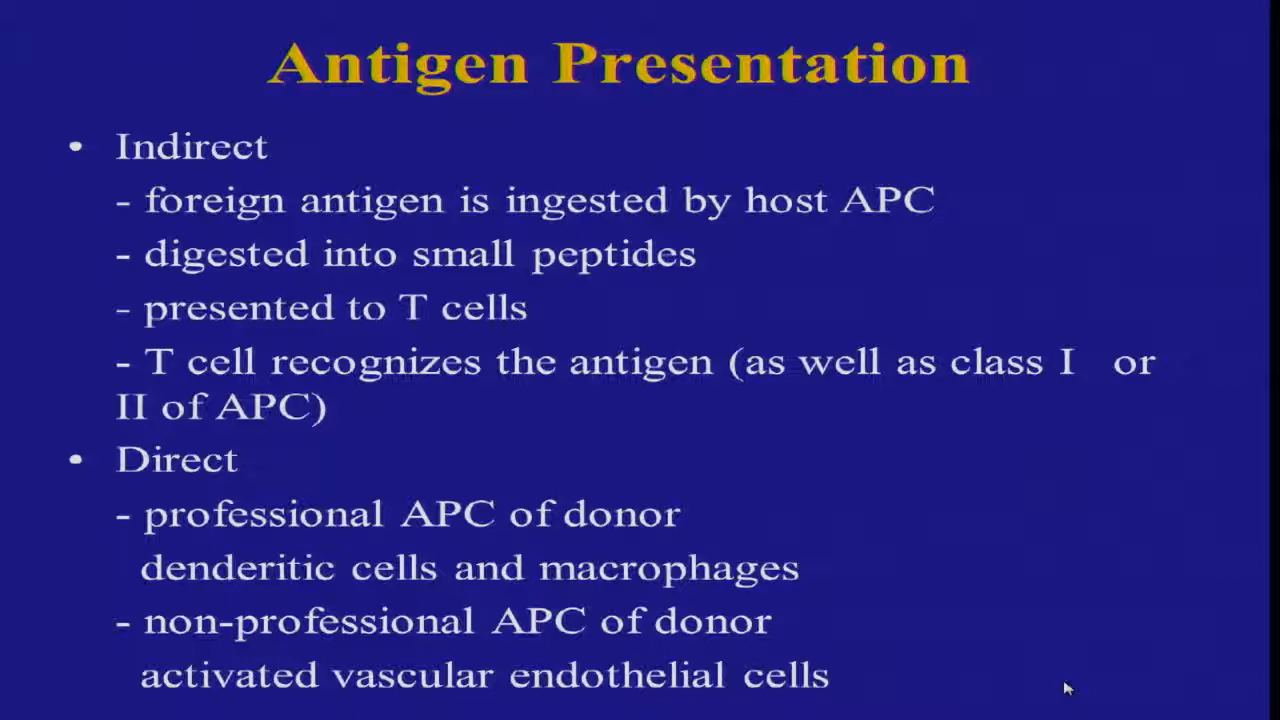 Antigen Presentation
• Indirect
- foreign antigen is ingested by host APC
- digested into small peptides
- presented to T cells
- T cell recognizes the antigen (as well as class I or
II of APC)
• Direct
- professional APC of donor
denderitic cells and macrophages
- non-professional APC of donor
activated vascular endothelial cells